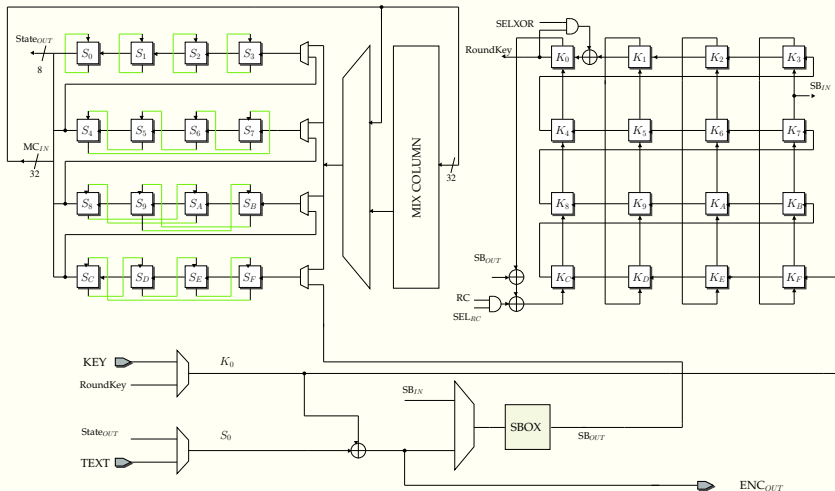 State_OUT
8
S_0 S_1 S_2 S_3
S_4 S_5 S_6 S_7
MC_IN
32
S_8 S_9 S_A S_B
S_C S_D S_E S_F
MIX COLUMN
32
SELXOR
RoundKey
K_0 K_1 K_2 K_3
SB_IN
K_4 K_5 K_6 K_7
K_8 K_9 K_A K_B
SB_OUT
K_C K_D K_E K_F
RC
SEL_RC
KEY
K_0
RoundKey
SB_IN
State_OUT
S_0
SBOX
SB_OUT
TEXT
ENC_OUT